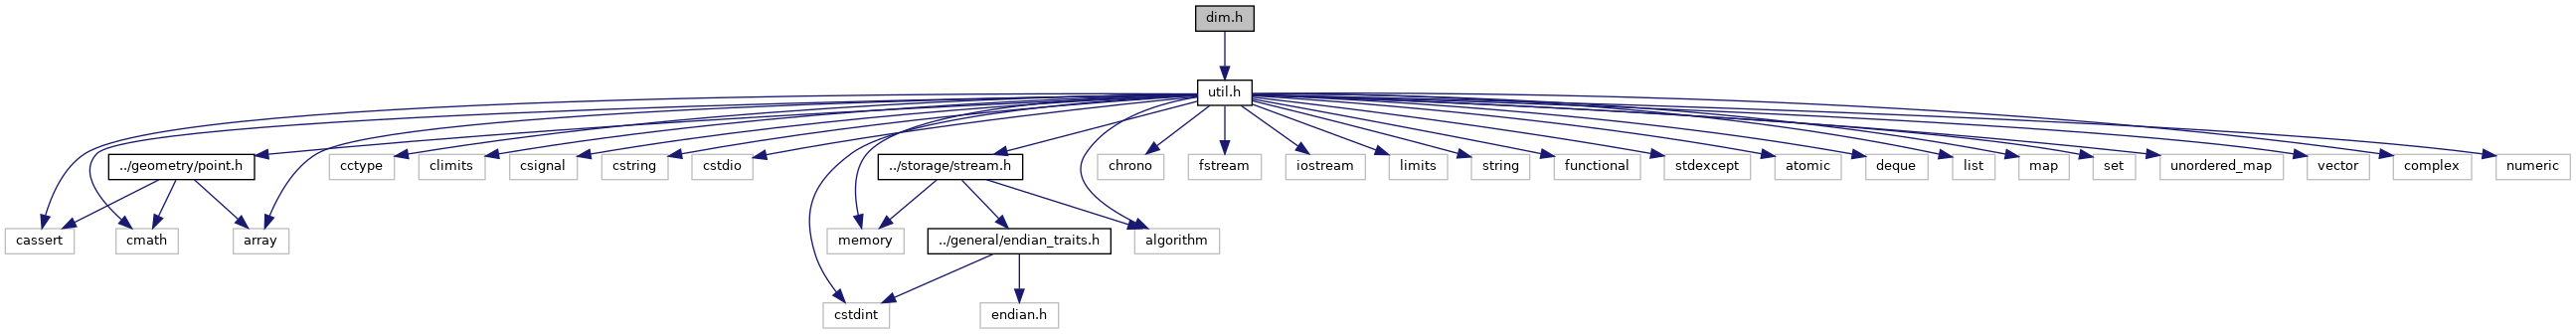 dim.h
util.h
../geometry/point.h
cctype
climits
csignal
cstring
cstdio
../storage/stream.h
chrono
fstream
iostream
limits
string
functional
stdexcept
atomic
deque
list
map
set
unordered_map
vector
complex
numeric
cassert
cmath
array
memory
../general/endian_traits.h
algorithm
cstdint
endian.h